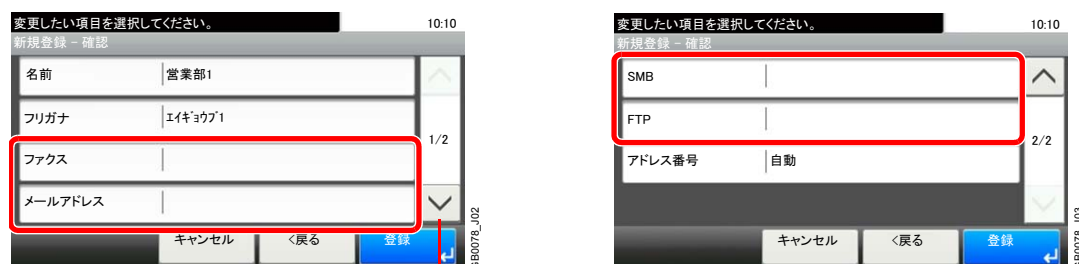 変更したい項目を選択してください。 10:10
新規登録 - 確認
名前 営業部1
フリガナ ｴｲｷﾞｮｳﾌﾞ1
ファクス
メールアドレス
1/2
キャンセル <戻る 登録
GB0078_J02
変更したい項目を選択してください。 10:10
新規登録 - 確認
SMB
FTP
アドレス番号 自動
2/2
キャンセル <戻る 登録
GB0078_J03